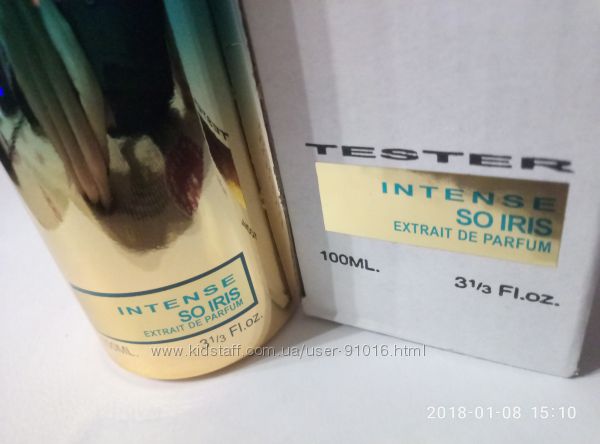 TESTER
INTENSE
SO IRIS
EXTRAIT DE PARFUM
100ML. 3 1/3 Fl.oz.
INTENSE
SO IRIS
EXTRAIT DE PARFUM
3 1/3 Fl.oz.
www.kidstaff.com.ua/user-91016.html
2018-01-08 15:10